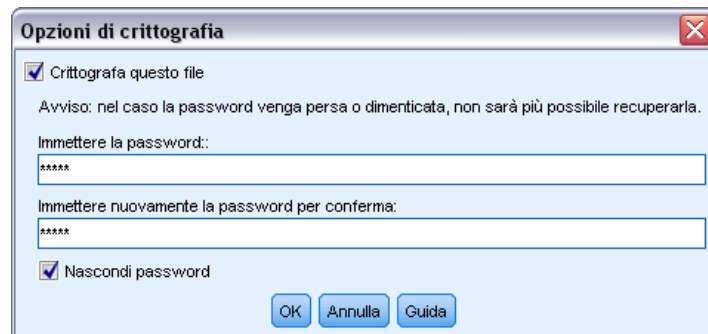 Opzioni di crittografia
Crittografa questo file
Avviso: nel caso la password venga persa o dimenticata, non sarà più possibile recuperarla.
Immettere la password::
*****
Immettere nuovamente la password per conferma:
*****
Nascondi password
OK Annulla Guida